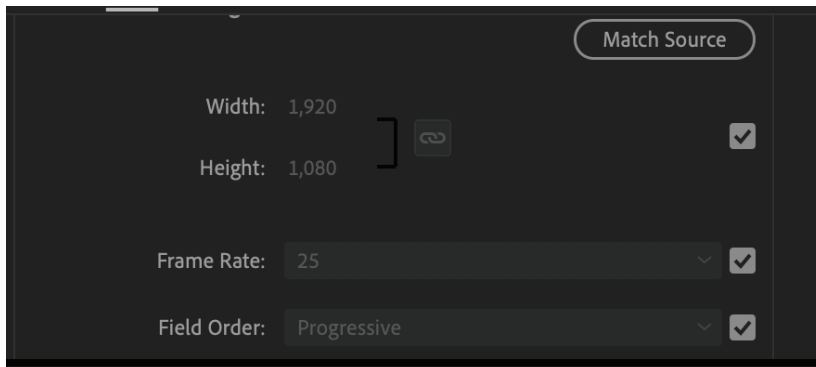 Match Source
Width: 1,920
Height: 1,080
Frame Rate: 25
Field Order: Progressive